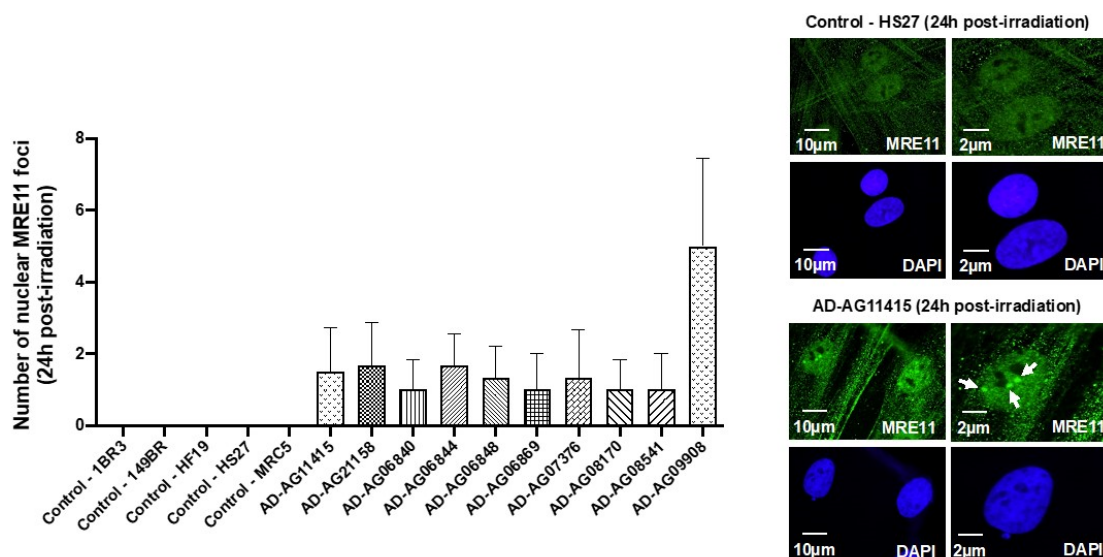 Number of nuclear MRE11 foci
(24h post-irradiation)
8
6
4
2
0
Control - 1BR3
Control - 149BR
Control - HF19
Control - HS27
Control - MRC5
AD-AG11415
AD-AG21158
AD-AG06840
AD-AG06844
AD-AG06848
AD-AG06869
AD-AG07376
AD-AG08170
AD-AG08541
AD-AG09908
Control - HS27 (24h post-irradiation)
10μm MRE11
2μm MRE11
10μm DAPI
2μm DAPI
AD-AG11415 (24h post-irradiation)
10μm MRE11
2μm MRE11
10μm DAPI
2μm DAPI